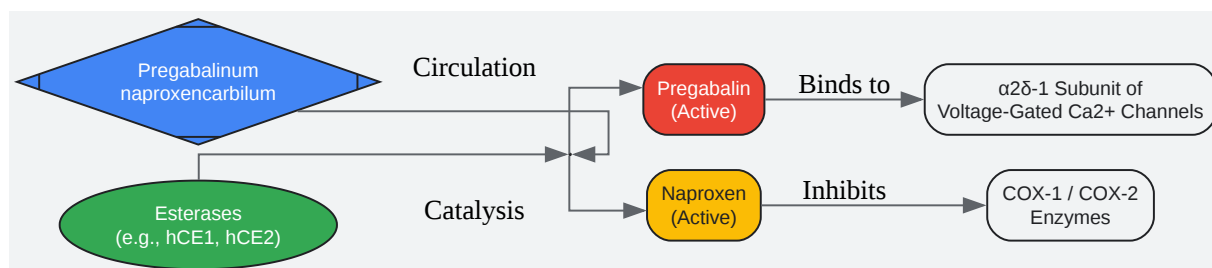 Pregabalinum
naproxencarbilum
Circulation
Pregabalin
(Active)
Binds to
α2δ-1 Subunit of
Voltage-Gated Ca2+ Channels
Esterases
(e.g., hCE1, hCE2)
Catalysis
Naproxen
(Active)
Inhibits
COX-1 / COX-2
Enzymes